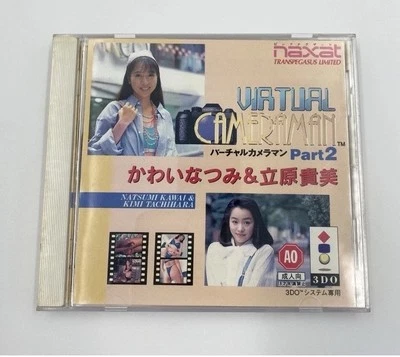 naxat
TRANSPEGASUS LIMITED
VIRTUAL
CAMERAMAN™
バーチャルカメラマン Part2
かわいなつみ&立原貴美
NATSUMI KAWAI &
KIMI TACHIHARA
AO
成人向
3DO
3DO™システム専用